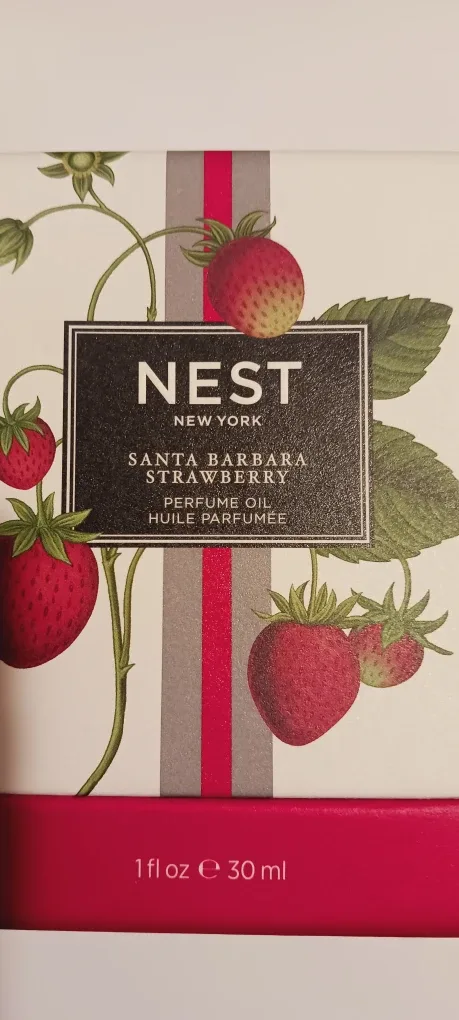 NEST
NEW YORK
SANTA BARBARA
STRAWBERRY
PERFUME OIL
HUILE PARFUMÉE
1 fl oz ℮ 30 ml